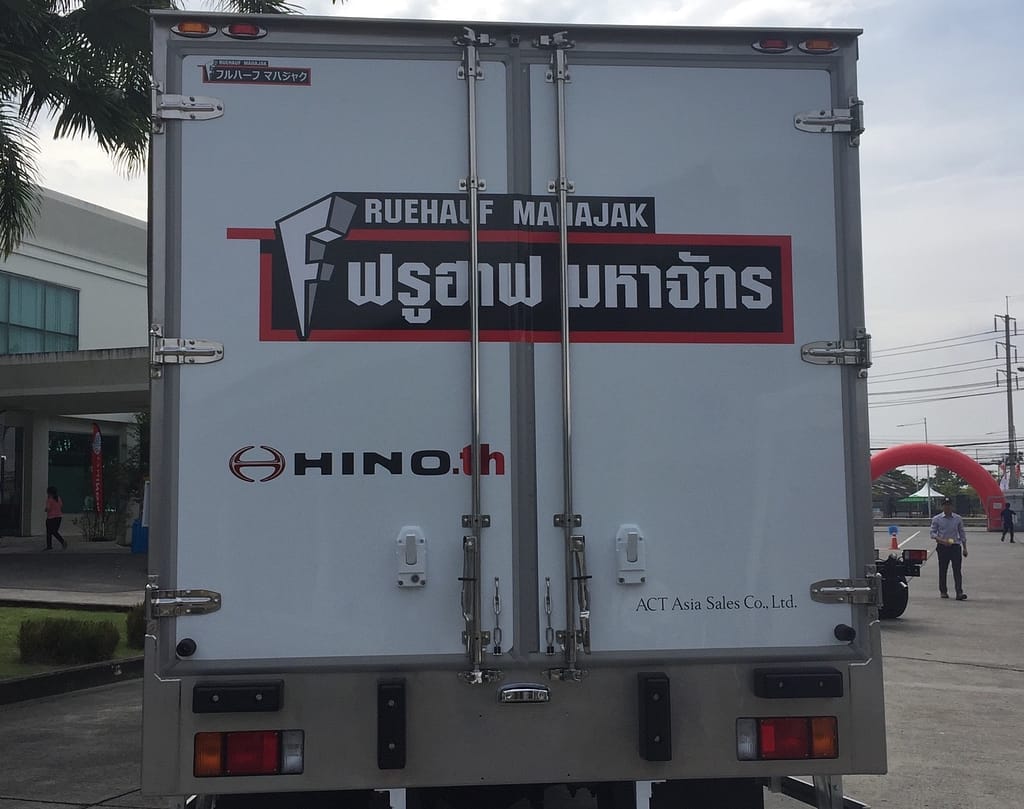 RUEHAUF MAHAJAK
フルハーフ マハジャク
RUEHAUF MAHAJAK
ฟรูฮาฟ มหาจักร
HINO.th
ACT Asia Sales Co., Ltd.